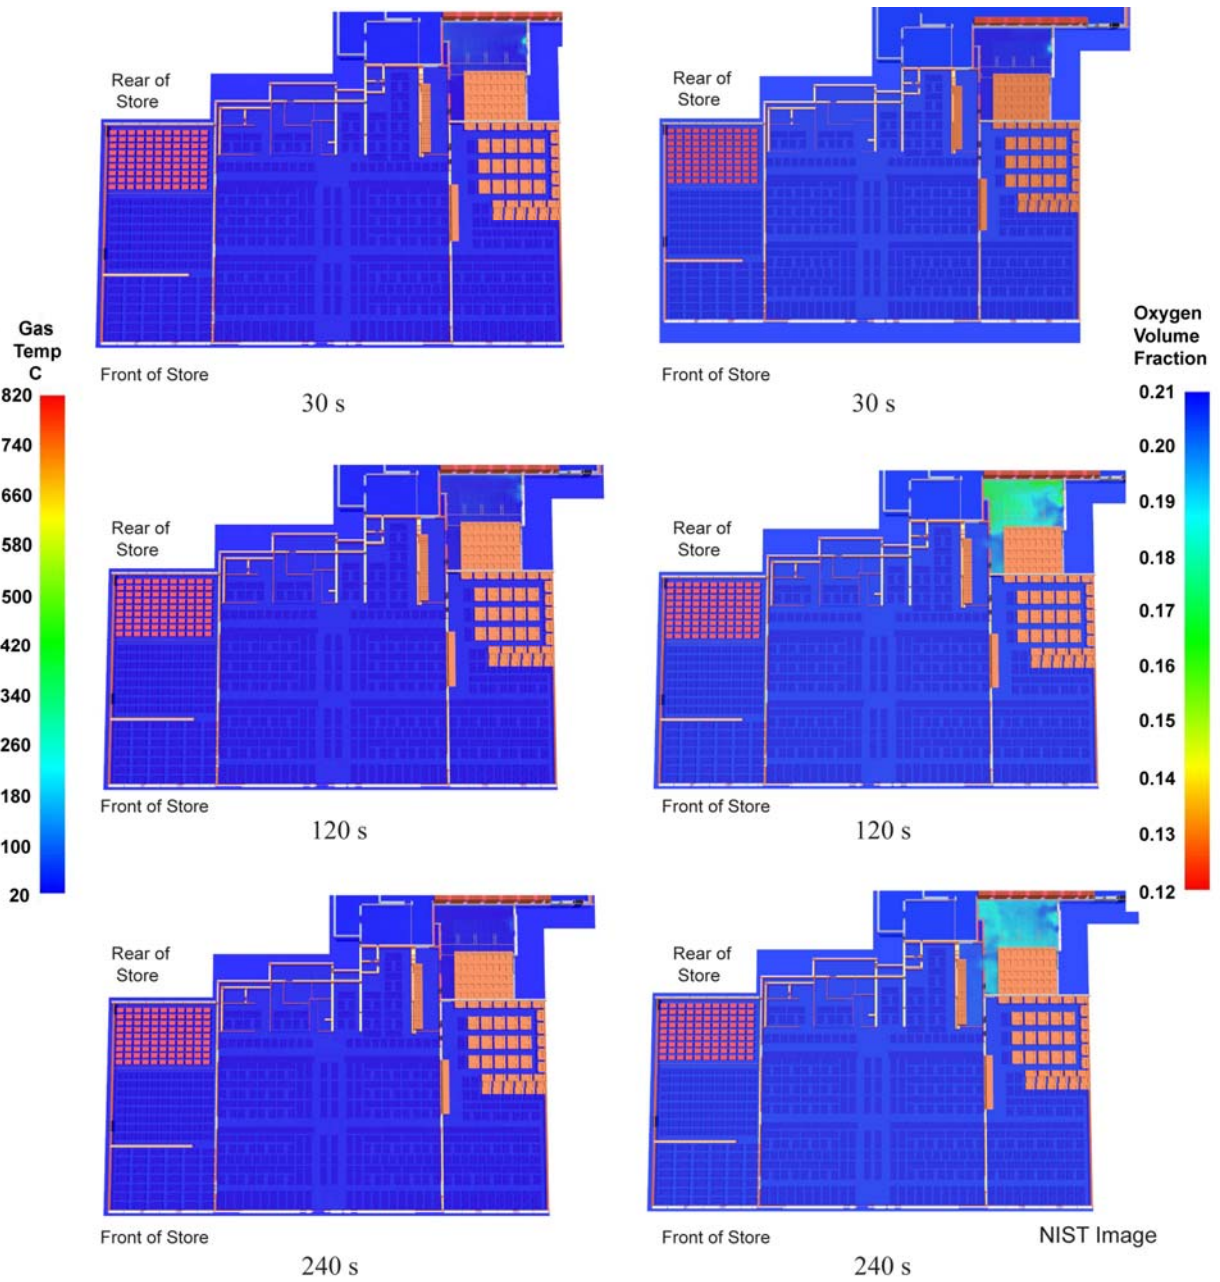 Rear of
Store
Front of Store
30 s
Rear of
Store
Front of Store
30 s
Gas
Temp
C
820
740
660
580
500
420
340
260
180
100
20
Oxygen
Volume
Fraction
0.21
0.20
0.19
0.18
0.17
0.16
0.15
0.14
0.13
0.12
Rear of
Store
Front of Store
120 s
Rear of
Store
Front of Store
120 s
Rear of
Store
Front of Store
240 s
Rear of
Store
Front of Store
240 s
NIST Image